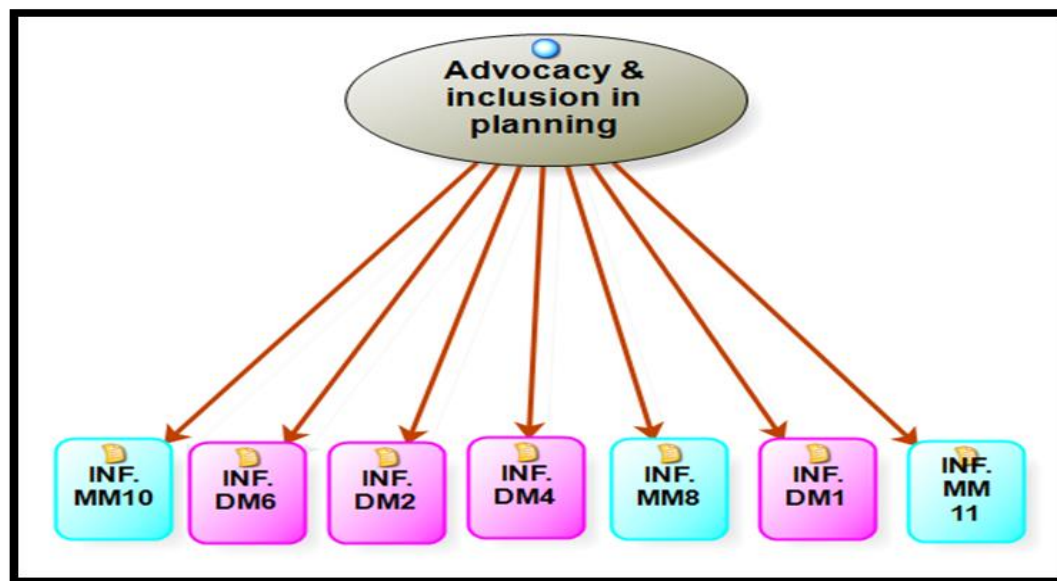 Advocacy &
inclusion in
planning
INF.
MM10
INF.
DM6
INF.
DM2
INF.
DM4
INF.
MM8
INF.
DM1
INF.
MM
11